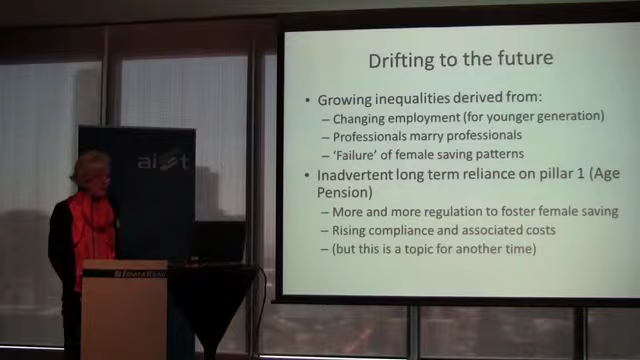 Drifting to the future
• Growing inequalities derived from:
– Changing employment (for younger generation)
– Professionals marry professionals
– 'Failure' of female saving patterns
• Inadvertent long term reliance on pillar 1 (Age
Pension)
– More and more regulation to foster female saving
– Rising compliance and associated costs
– (but this is a topic for another time)
aist